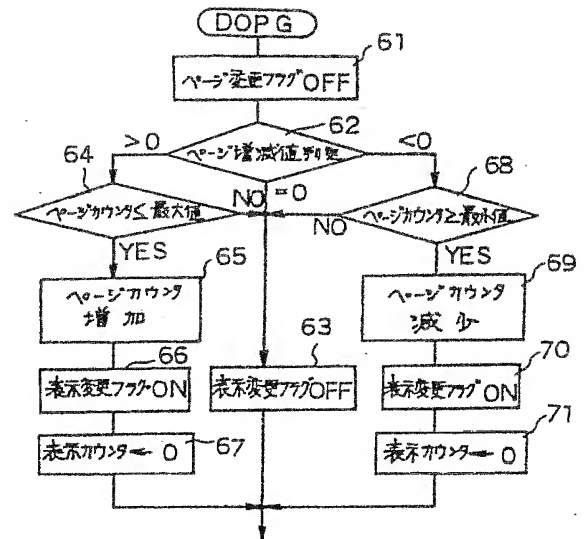 DOPG
61
ページ変更フラグOFF
62
ページ増減値判定
>0
=0
<0
64
ページカウンタ≤最大値
NO
YES
68
ページカウンタ≥最小値
NO
YES
65
ページカウンタ
増加
69
ページカウンタ
減少
66
表示変更フラグON
63
表示変更フラグOFF
70
表示変更フラグON
67
表示カウンタ←0
71
表示カウンタ←0